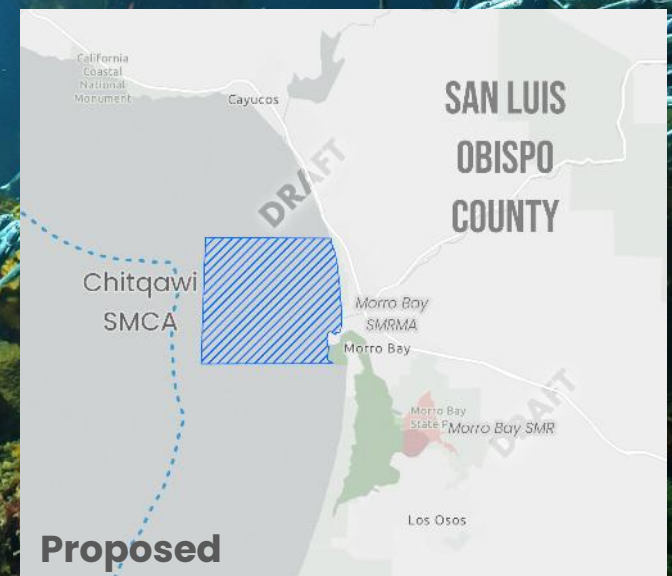 California
Coastal
National
Monument
Cayucos
SAN LUIS
OBISPO
COUNTY
DRAFT
Chitqawi
SMCA
Morro Bay
SMRMA
Morro Bay
Morro Bay
State P
Morro Bay SMR
DRAFT
Los Osos
Proposed